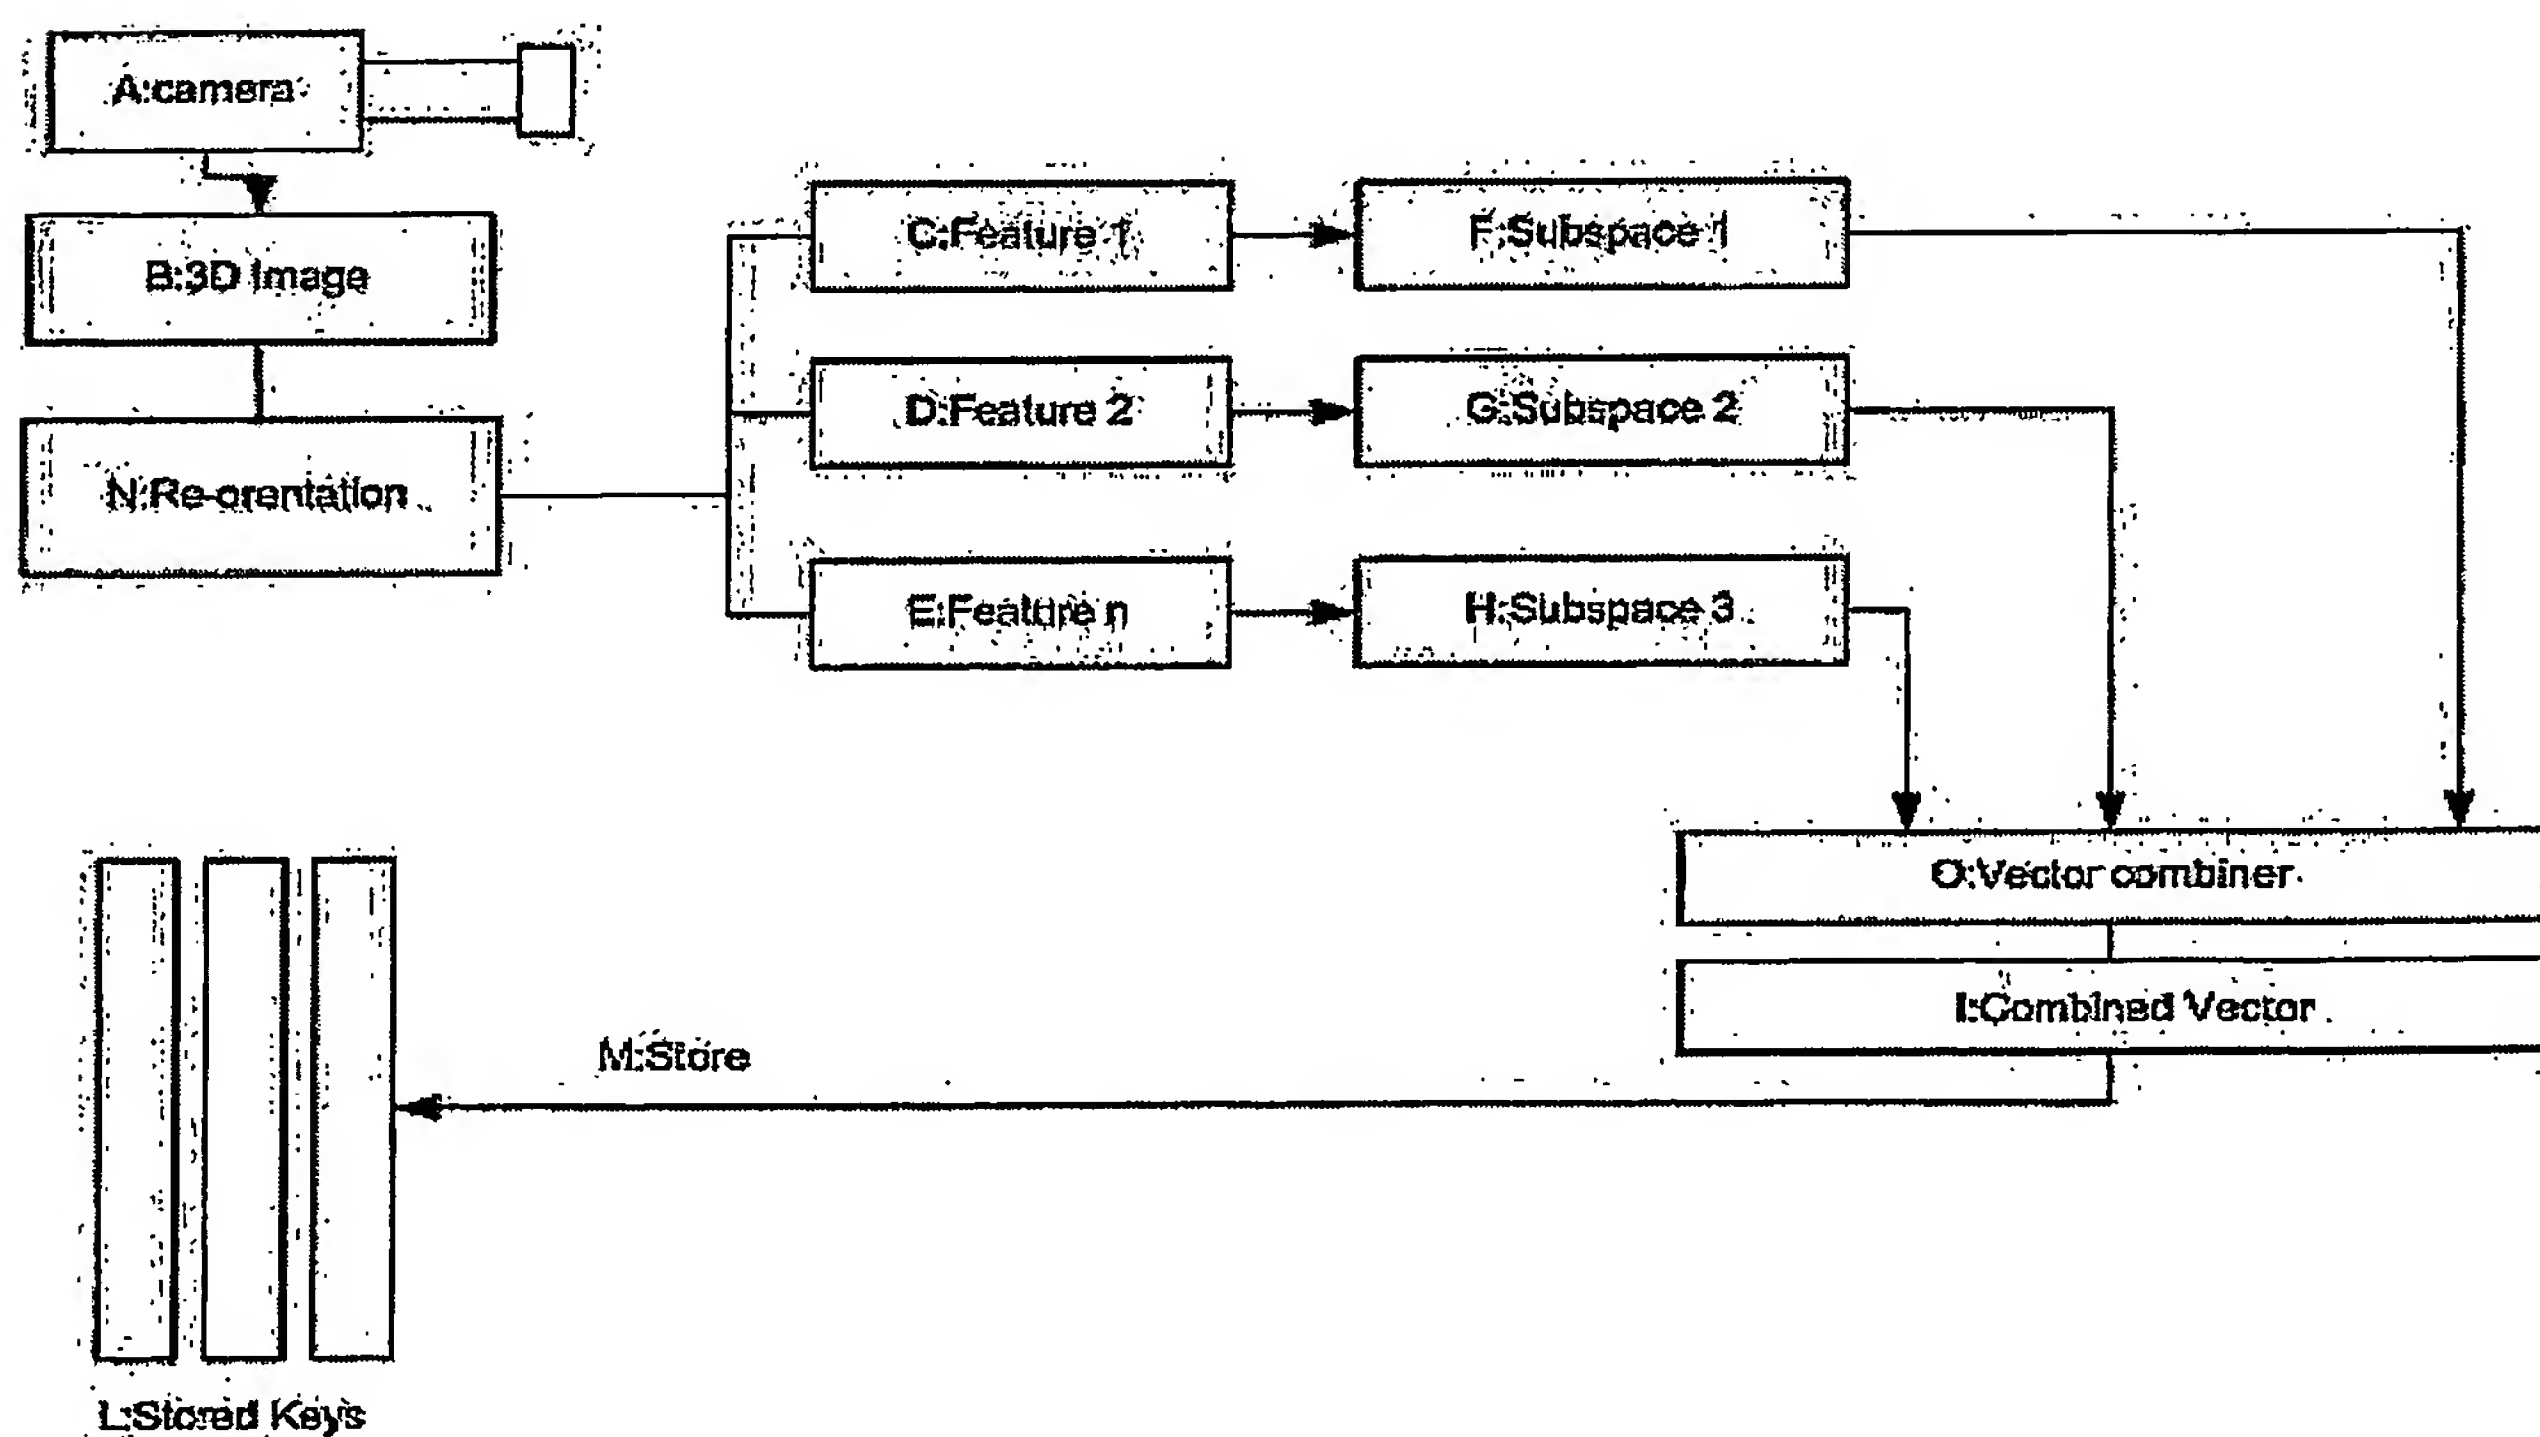 A:camera
B:3D Image
N:Re-orentation
C:Feature 1
F:Subspace 1
D:Feature 2
G:Subspace 2
E:Feature n
H:Subspace 3
O:Vector combiner
I:Combined Vector
M:Store
L:Stored Keys